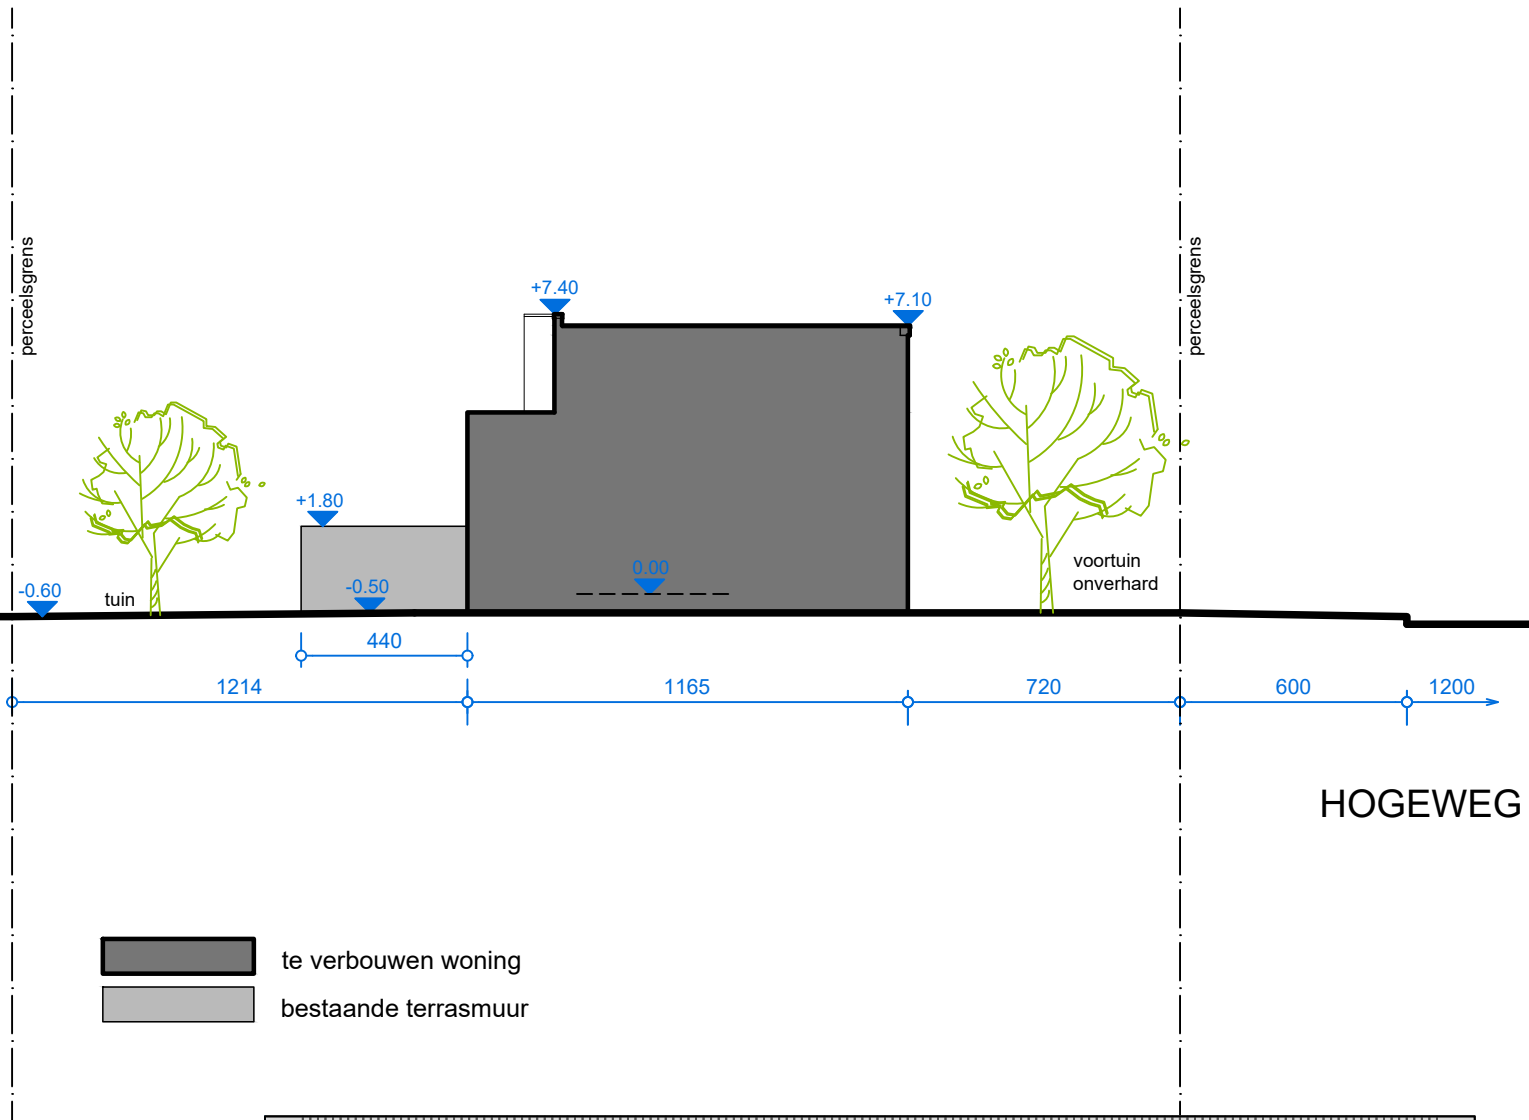 perceelsgrens
perceelsgrens
+7.40
+7.10
+1.80
0.00
-0.50
-0.60
tuin
voortuin
onverhard
440
1214
1165
720
600
1200
HOGEWEG
te verbouwen woning
bestaande terrasmuur